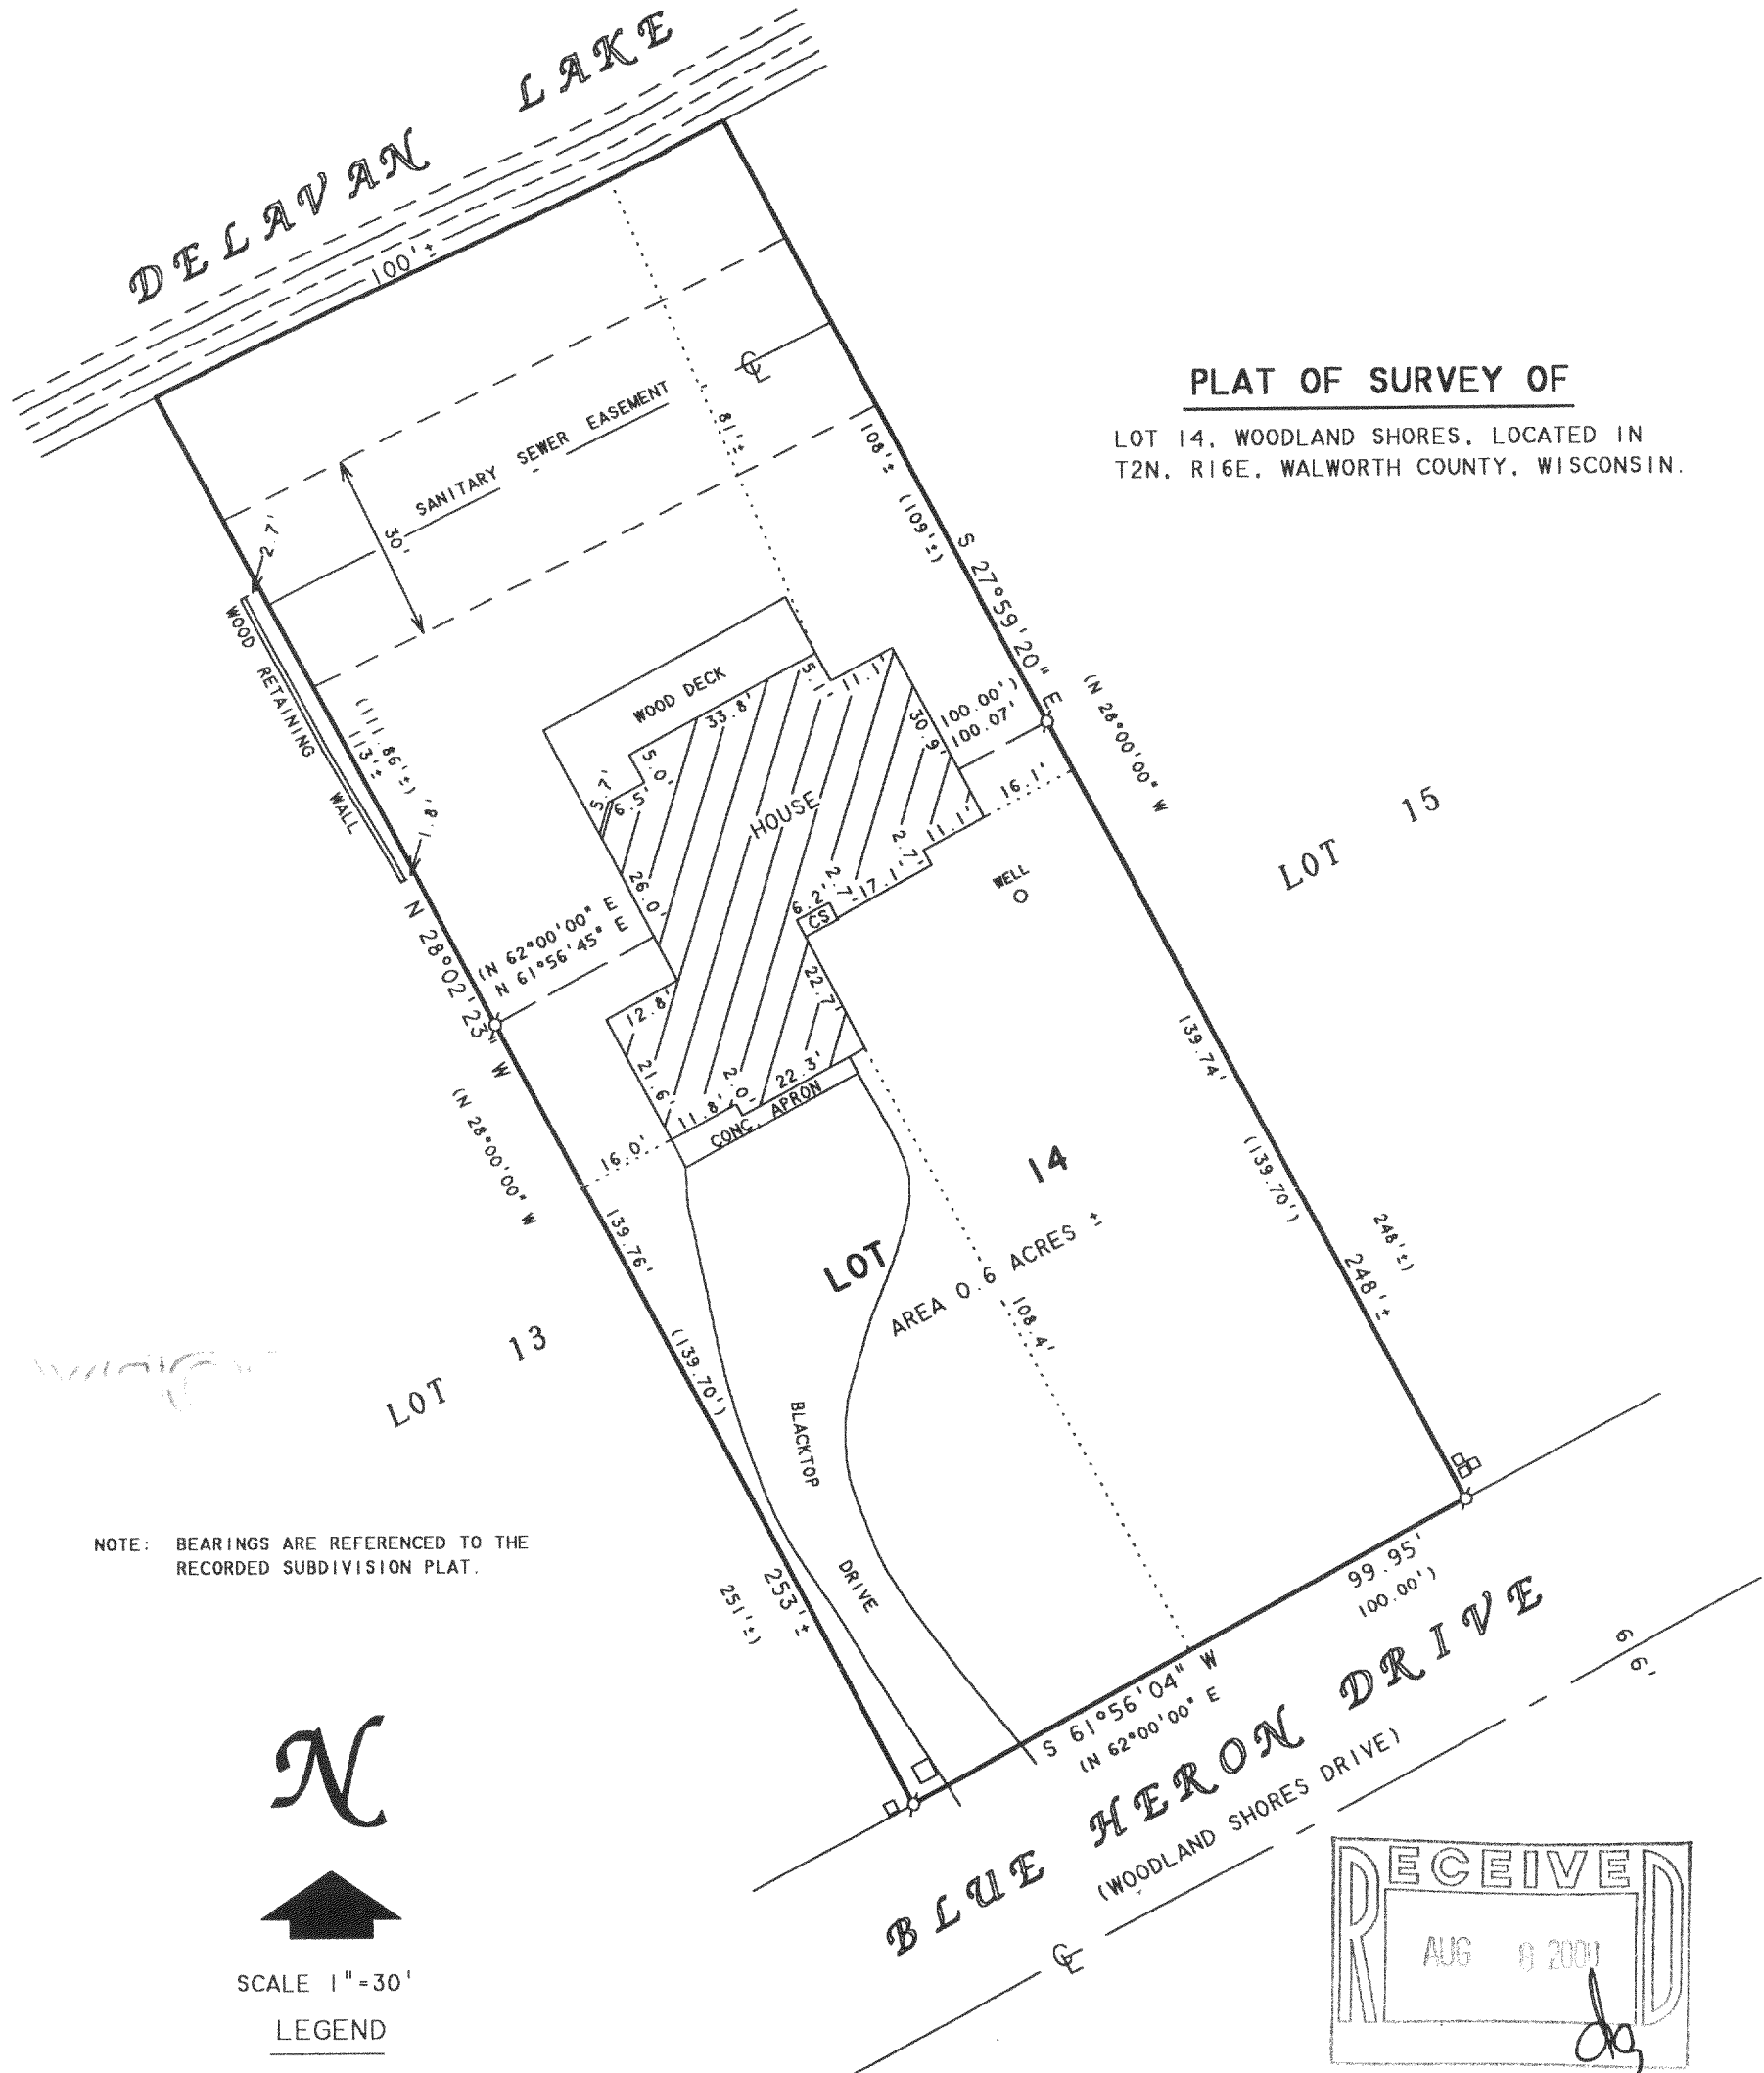 DELAVAN LAKE
100'±
PLAT OF SURVEY OF
LOT 14, WOODLAND SHORES, LOCATED IN
T2N, R16E, WALWORTH COUNTY, WISCONSIN.
SANITARY SEWER EASEMENT
30'
81'±
108'±
(109'±)
S 27°59'20" E
(N 28°00'00" W
2.7'
WOOD RETAINING WALL
(111.86'±)
113'±
1.8'
N 28°02'23" W
(N 28°00'00" W
WOOD DECK
33.8'
5.1'
11.1'
30.9'
100.00')
100.07'
16.1'
5.7'
6.5'
5.0'
HOUSE
26.0'
11.1'
2.7'
17.1'
2.7'
6.2'
CS
22.7'
WELL
(N 62°00'00" E
N 61°56'45" E
12.8'
21.6'
11.8'
2.0'
22.3'
CONC. APRON
16.0'
LOT 15
139.74'
(139.70')
248'±)
248'±
LOT 14
AREA 0.6 ACRES ±
108.4'
139.76'
(139.70')
LOT 13
BLACKTOP DRIVE
253'±
251'±)
NOTE: BEARINGS ARE REFERENCED TO THE
RECORDED SUBDIVISION PLAT.
99.95'
100.00')
S 61°56'04" W
(N 62°00'00" E
BLUE HERON DRIVE
(WOODLAND SHORES DRIVE)
66'
N
SCALE 1"=30'
LEGEND
RECEIVED
AUG 8 2000